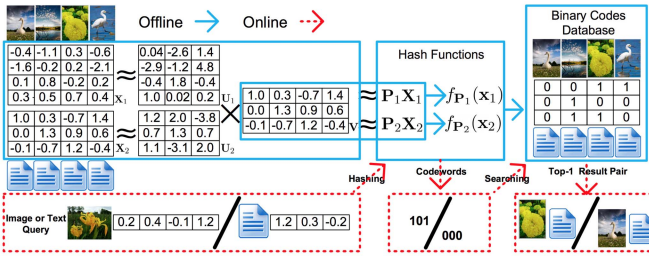 Offline
Online
Binary Codes
Database
-0.4 -1.1 0.3 -0.6
-1.6 -0.2 0.2 -2.1
0.1 0.8 -0.2 0.2
0.3 0.5 0.7 0.4
X1
≈
0.04 -2.6 1.4
-2.9 -1.2 4.8
-0.4 1.8 -0.4
1.0 0.02 0.2
U1
1.0 0.3 -0.7 1.4
0.0 1.3 0.9 0.6
-0.1 -0.7 1.2 -0.4
X2
≈
1.2 2.0 -3.8
0.7 1.3 0.7
1.1 -3.1 2.0
U2
×
1.0 0.3 -0.7 1.4
0.0 1.3 0.9 0.6
-0.1 -0.7 1.2 -0.4
V
Hash Functions
≈ P1X1 fP1(x1)
≈ P2X2 fP2(x2)
0 0 1 1
0 1 0 0
0 1 0 0
Hashing
Codewords
Searching
Top-1 Result Pair
Image or Text
Query
0.2 0.4 -0.1 1.2
/
1.2 0.3 -0.2
101
/
000
/